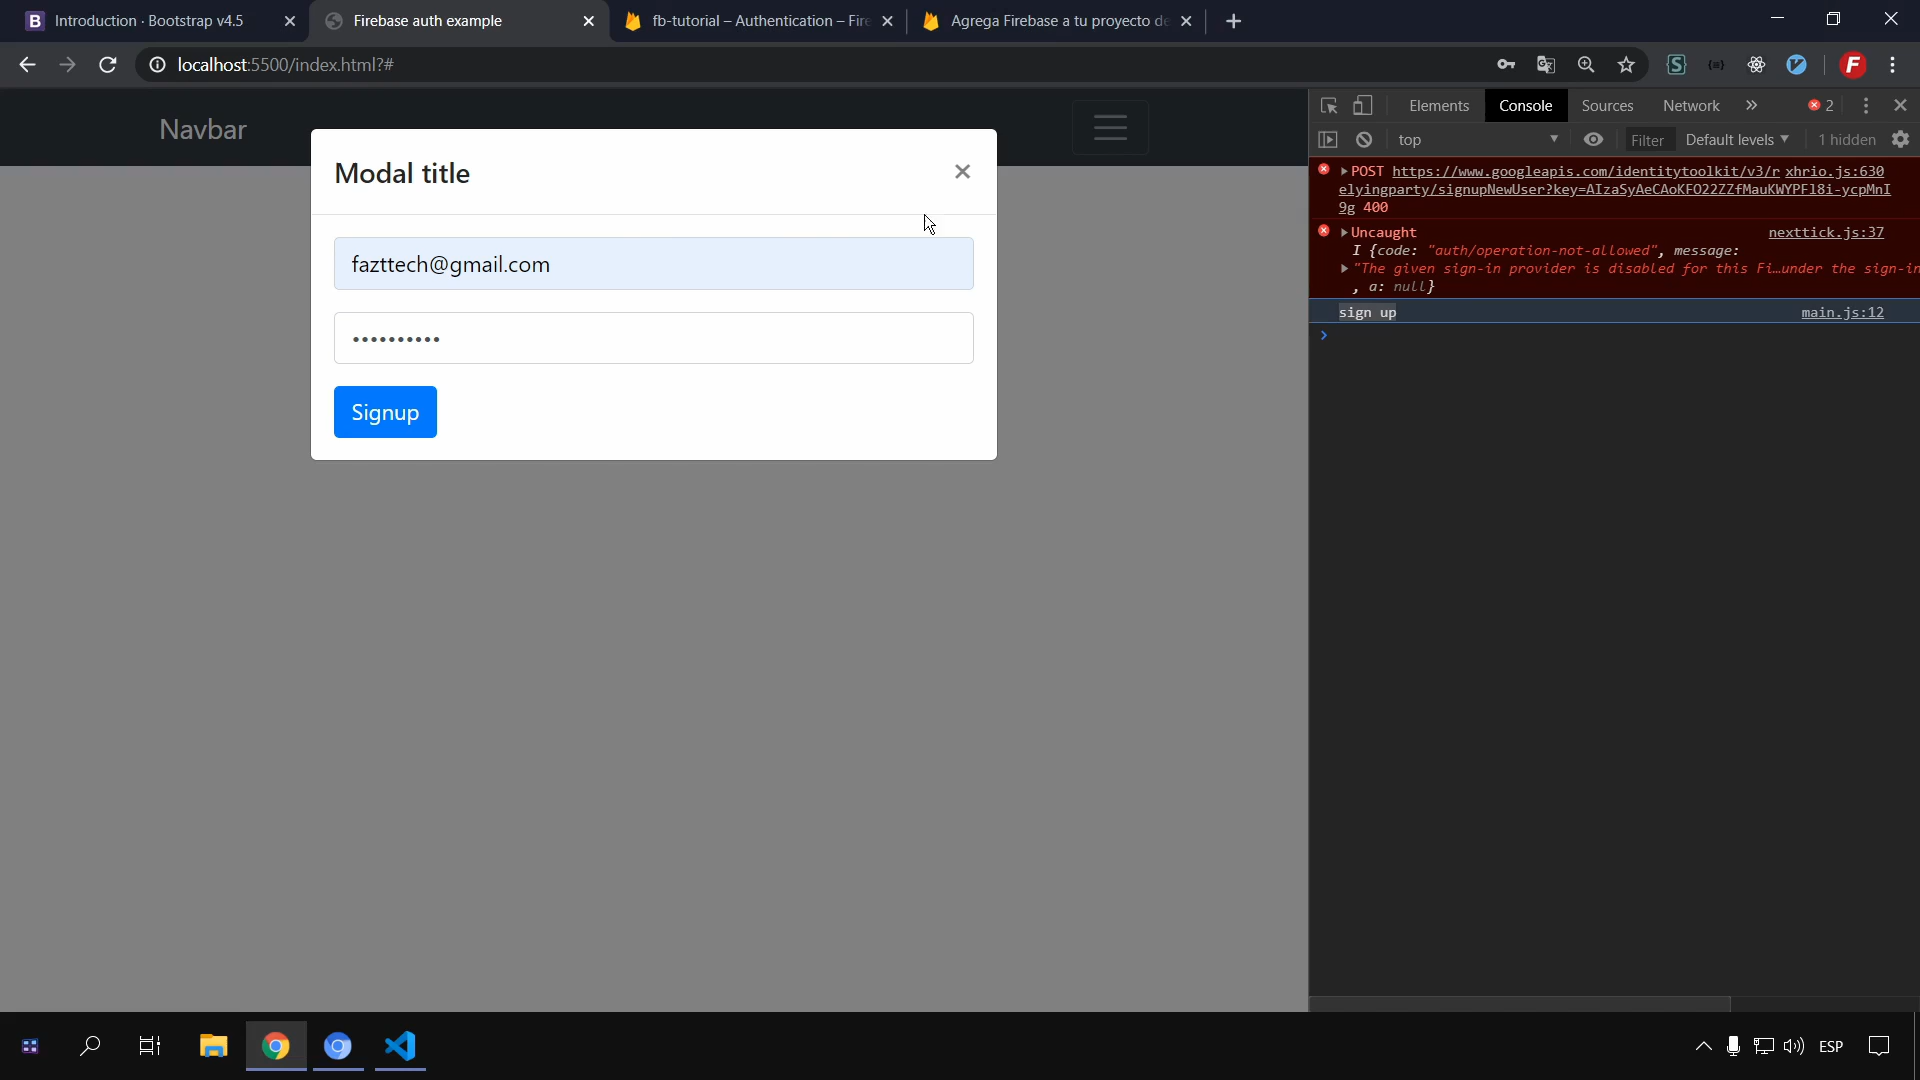 Introduction · Bootstrap v4.5
Firebase auth example
fb-tutorial – Authentication – Fire
Agrega Firebase a tu proyecto de
localhost:5500/index.html?#
Navbar
Modal title
fazttech@gmail.com
Signup
Elements
Console
Sources
Network
2
top
Filter
Default levels
1 hidden
POST https://www.googleapis.com/identitytoolkit/v3/r xhrio.js:630
elyingparty/signupNewUser?key=AIzaSyAeCAoKFO22ZZfMauKWYPFl8i-ycpMnI
9g 400
Uncaught nexttick.js:37
I {code: "auth/operation-not-allowed", message:
"The given sign-in provider is disabled for this Fi…under the sign-in
, a: null}
sign up main.js:12
ESP